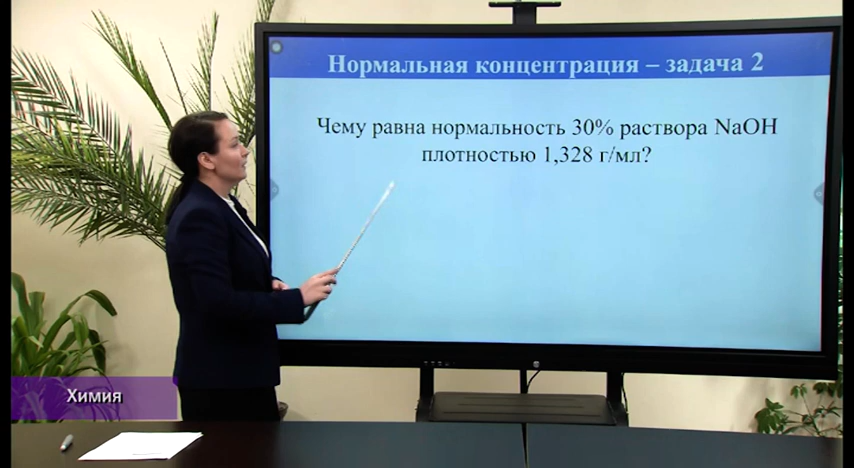 Нормальная концентрация – задача 2
Чему равна нормальность 30% раствора NaOH
плотностью 1,328 г/мл?
Химия